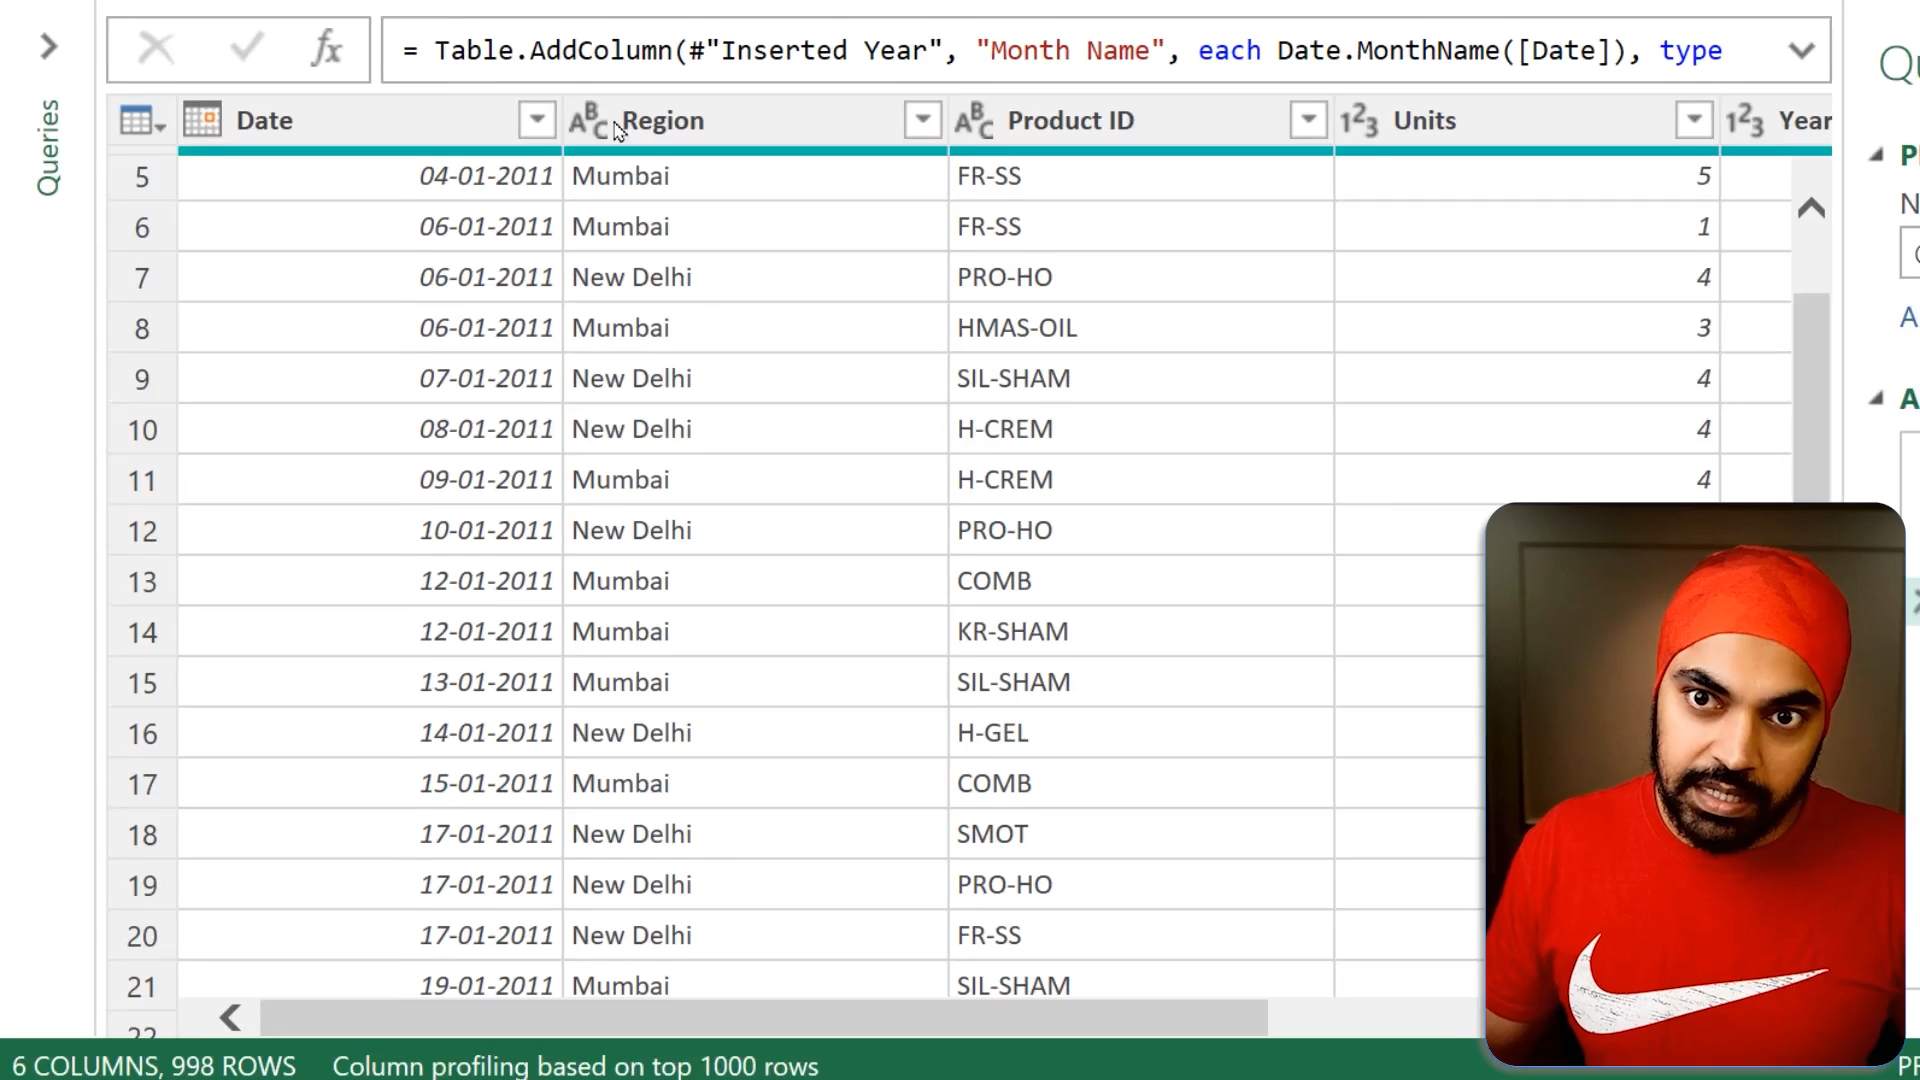 = Table.AddColumn(#"Inserted Year", "Month Name", each Date.MonthName([Date]), type
Queries
Date Region Product ID Units Year
5 04-01-2011 Mumbai FR-SS 5
6 06-01-2011 Mumbai FR-SS 1
7 06-01-2011 New Delhi PRO-HO 4
8 06-01-2011 Mumbai HMAS-OIL 3
9 07-01-2011 New Delhi SIL-SHAM 4
10 08-01-2011 New Delhi H-CREM 4
11 09-01-2011 Mumbai H-CREM 4
12 10-01-2011 New Delhi PRO-HO
13 12-01-2011 Mumbai COMB
14 12-01-2011 Mumbai KR-SHAM
15 13-01-2011 Mumbai SIL-SHAM
16 14-01-2011 New Delhi H-GEL
17 15-01-2011 Mumbai COMB
18 17-01-2011 New Delhi SMOT
19 17-01-2011 New Delhi PRO-HO
20 17-01-2011 New Delhi FR-SS
21 19-01-2011 Mumbai SIL-SHAM
6 COLUMNS, 998 ROWS Column profiling based on top 1000 rows